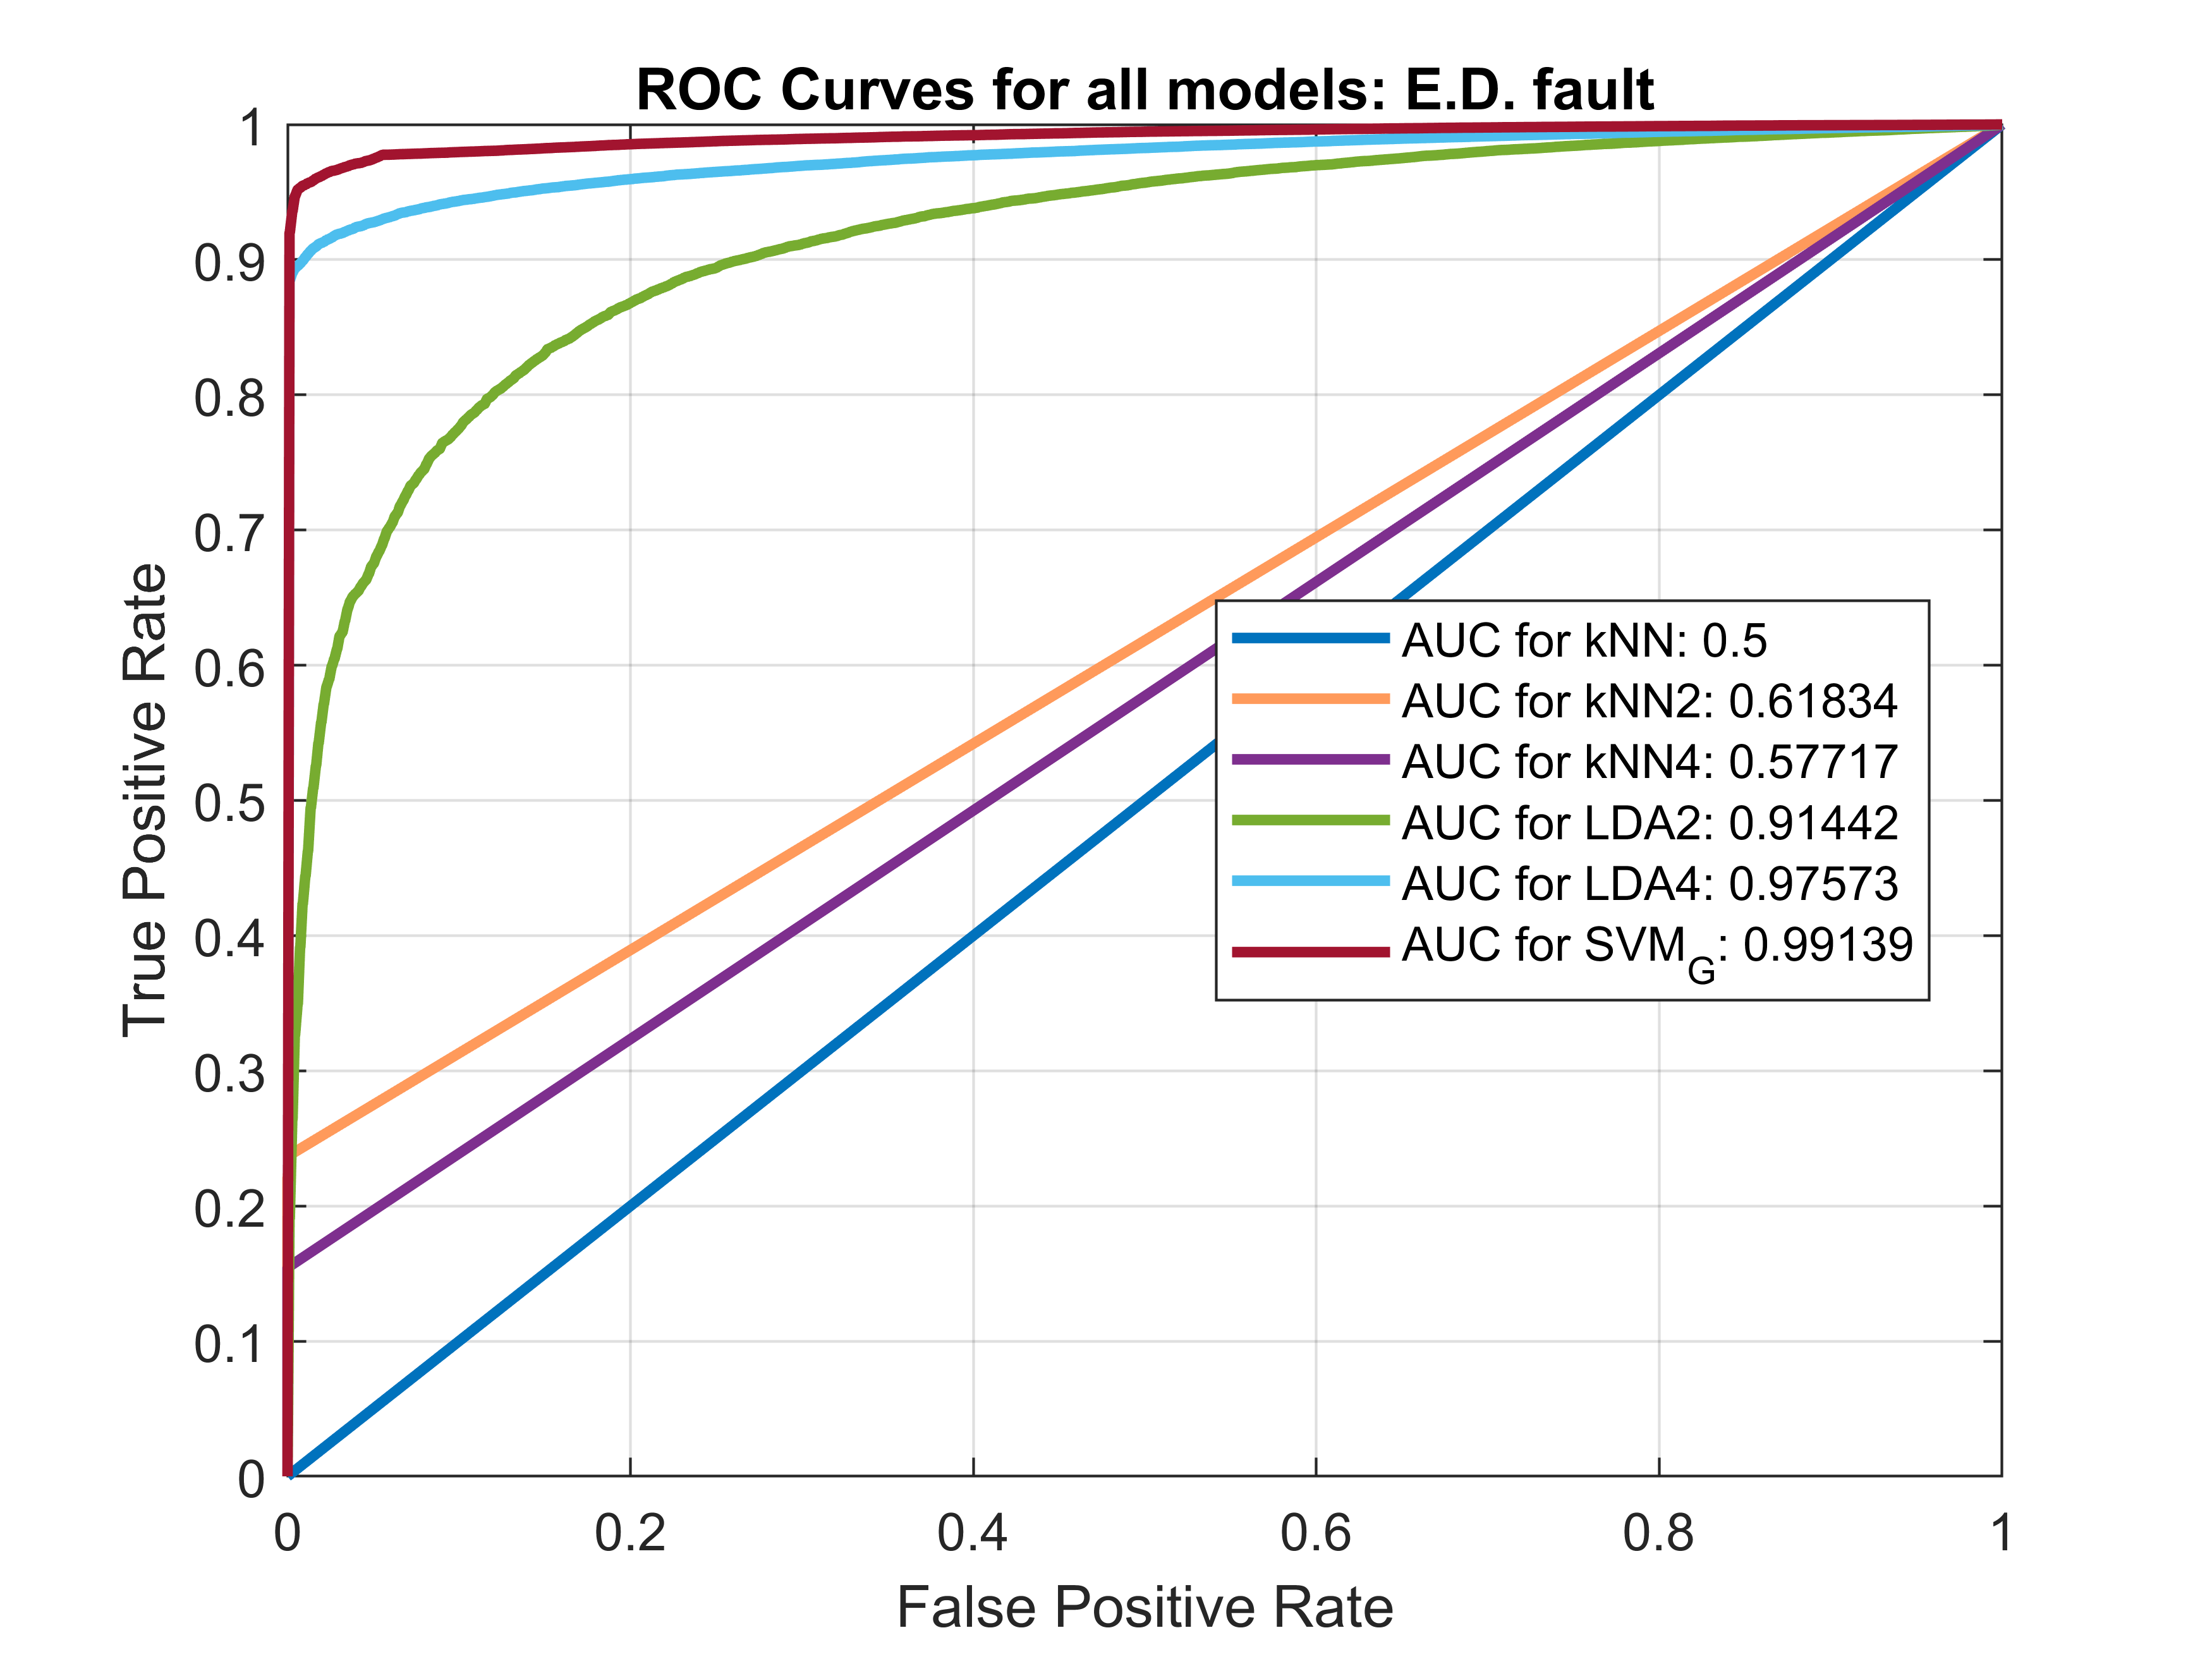 ROC Curves for all models: E.D. fault
1
0.9
0.8
0.7
0.6
0.5
0.4
0.3
0.2
0.1
0
True Positive Rate
AUC for kNN: 0.5
AUC for kNN2: 0.61834
AUC for kNN4: 0.57717
AUC for LDA2: 0.91442
AUC for LDA4: 0.97573
AUC for SVM_G: 0.99139
0 0.2 0.4 0.6 0.8 1
False Positive Rate